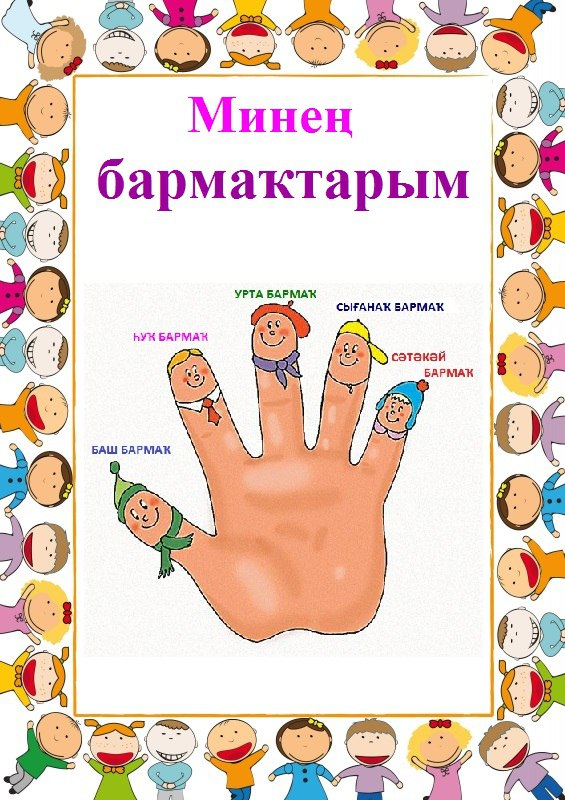 Минең
бармаҡтарым
УРТА БАРМАҠ
СЫҒАНАҠ БАРМАҠ
ҺУҠ БАРМАҠ
СӘТӘКӘЙ
БАРМАҠ
БАШ БАРМАҠ